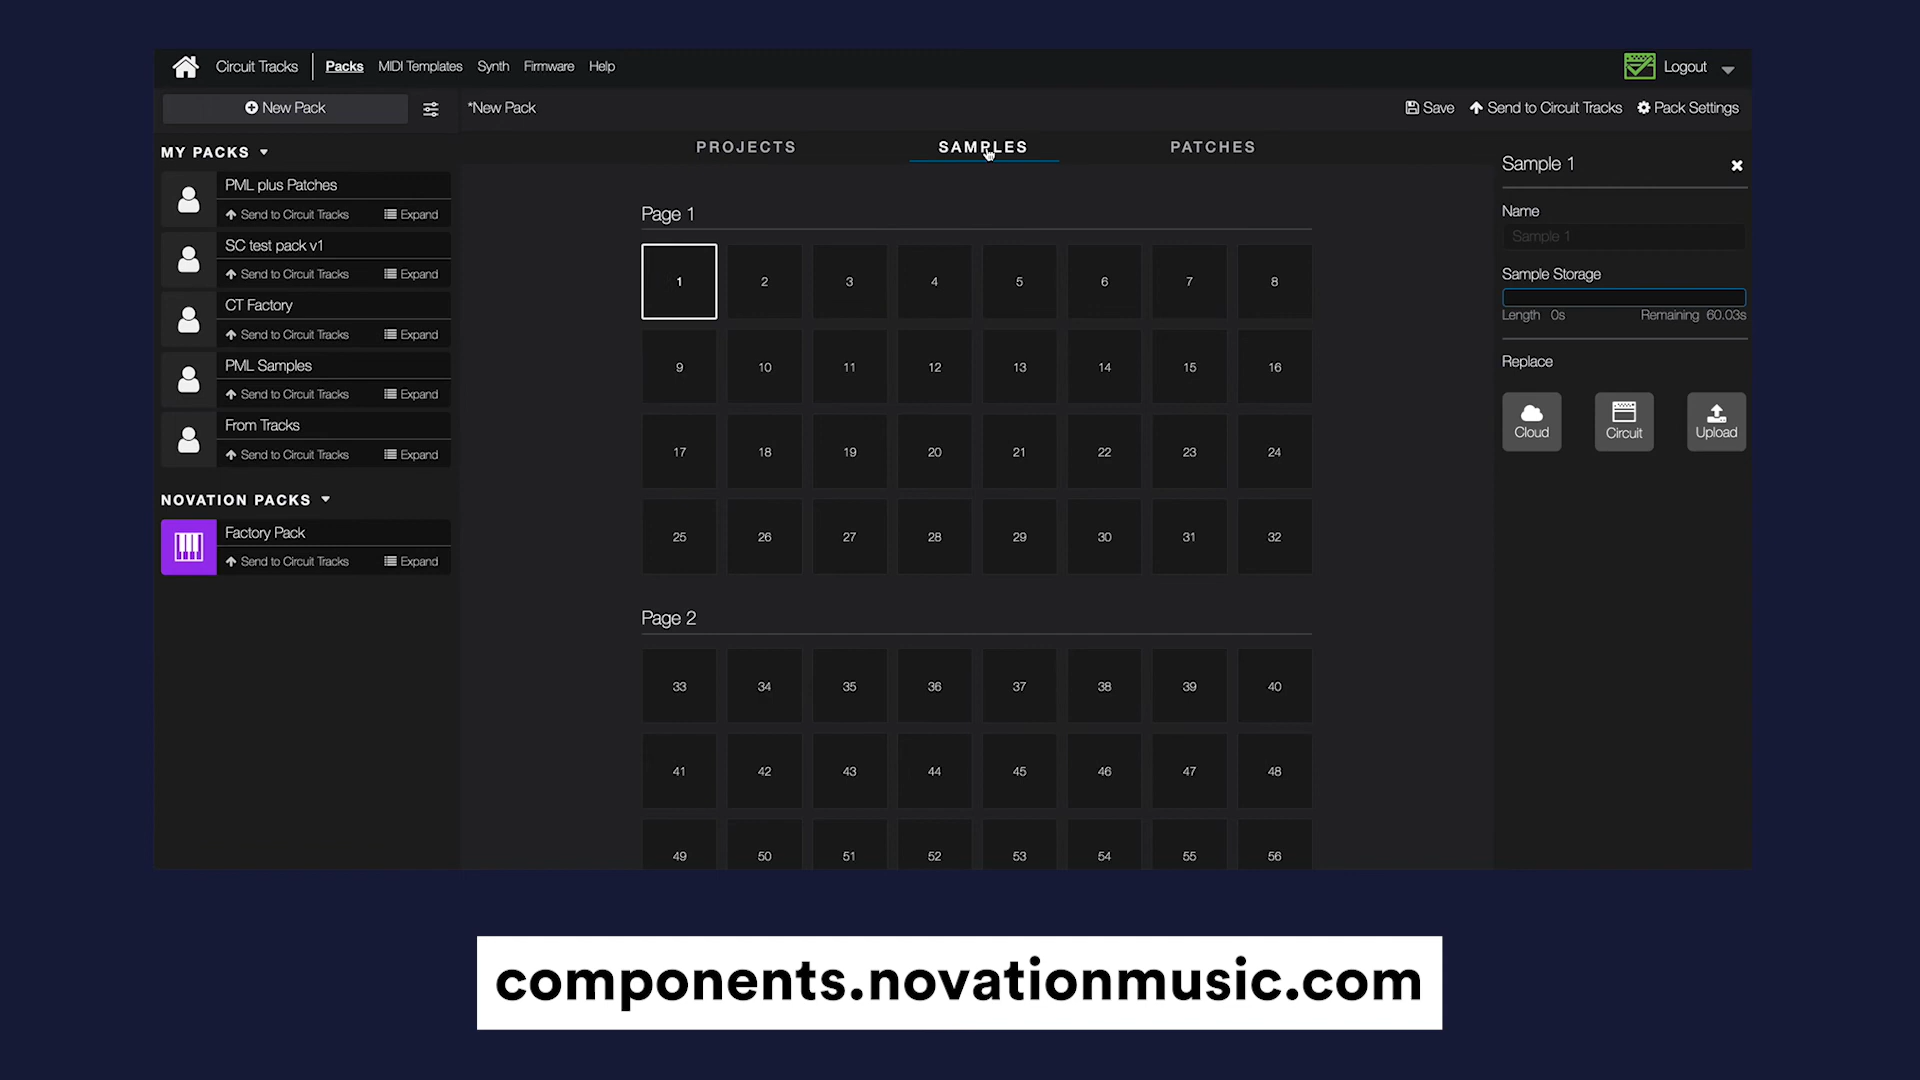 Circuit Tracks
Packs
MIDI Templates
Synth
Firmware
Help
Logout
New Pack
*New Pack
Save
Send to Circuit Tracks
Pack Settings
MY PACKS
PML plus Patches
Send to Circuit Tracks
Expand
SC test pack v1
Send to Circuit Tracks
Expand
CT Factory
Send to Circuit Tracks
Expand
PML Samples
Send to Circuit Tracks
Expand
From Tracks
Send to Circuit Tracks
Expand
NOVATION PACKS
Factory Pack
Send to Circuit Tracks
Expand
PROJECTS
SAMPLES
PATCHES
Page 1
1 2 3 4 5 6 7 8
9 10 11 12 13 14 15 16
17 18 19 20 21 22 23 24
25 26 27 28 29 30 31 32
Page 2
33 34 35 36 37 38 39 40
41 42 43 44 45 46 47 48
49 50 51 52 53 54 55 56
Sample 1
Name
Sample 1
Sample Storage
Length 0s
Remaining 60.03s
Replace
Cloud
Circuit
Upload
components.novationmusic.com